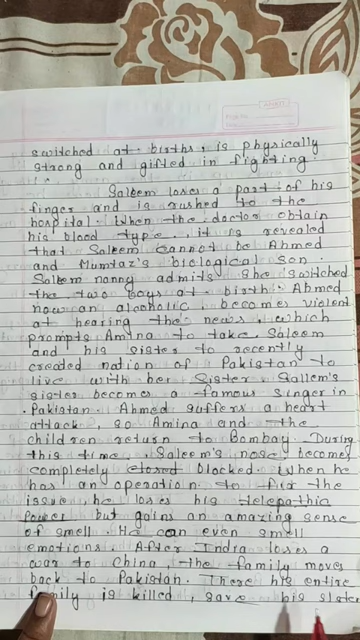 switched at births, is physically
strong and gifted in fighting.
Saleem loses a part of his
finger and is rushed to the
hospital. When the doctor obtain
his blood type, it is revealed
that Saleem cannot be Ahmed
and Mumtaz's biological son.
Saleem nanny admits she switched
the two boys at birth. Ahmed
now an alcoholic, becomes violent
at hearing the news, which
prompts Amina to take Saleem
and his sister to recently
created nation of Pakistan to
live with her sister. Salleem's
sister becomes a famous singer in
Pakistan. Ahmed suffers a heart
attack, so Amina and the
children return to Bombay. During
this time, Saleem's nose becomes
completely closed blocked. When he
has an operation to fix the
issue, he loses his telepathic
power but gains an amazing sense
of smell. He can even smell
emotions. After India loses a
war to China, the family moves
back to Pakistan. There his entire
family is killed, save his sister